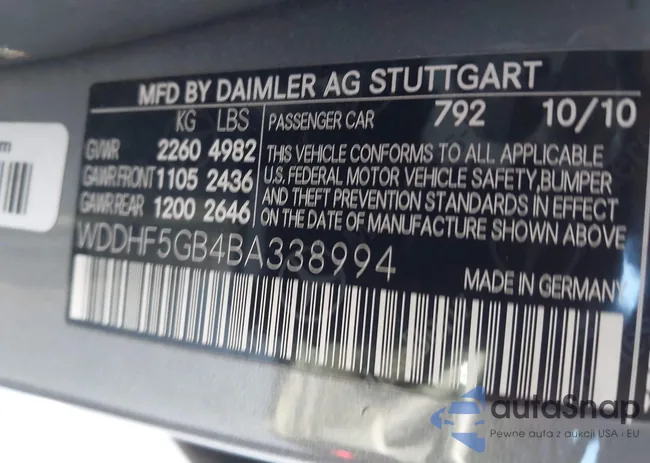 MFD BY DAIMLER AG STUTTGART
KG LBS PASSENGER CAR 792 10/10
GVWR 2260 4982 THIS VEHICLE CONFORMS TO ALL APPLICABLE
GAWR.FRONT 1105 2436 U.S. FEDERAL MOTOR VEHICLE SAFETY,BUMPER
GAWR.REAR 1200 2646 AND THEFT PREVENTION STANDARDS IN EFFECT
ON THE DATE OF MANUFACTURE SHOWN ABOVE
WDDHF5GB4BA338994
MADE IN GERMANY
autoSnap
Pewne auta z aukcji USA i EU